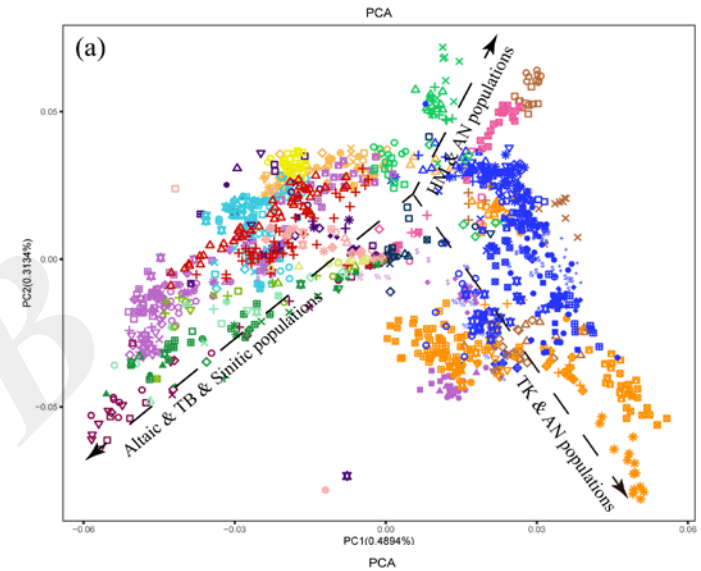 PCA
(a)
HM & AN populations
0.05
0.00
-0.05
PC2(0.3134%)
B
Altaic & TB & Sinitic populations
TK & AN populations
-0.06
-0.03
0.00
0.03
0.06
PC1(0.4894%)
PCA